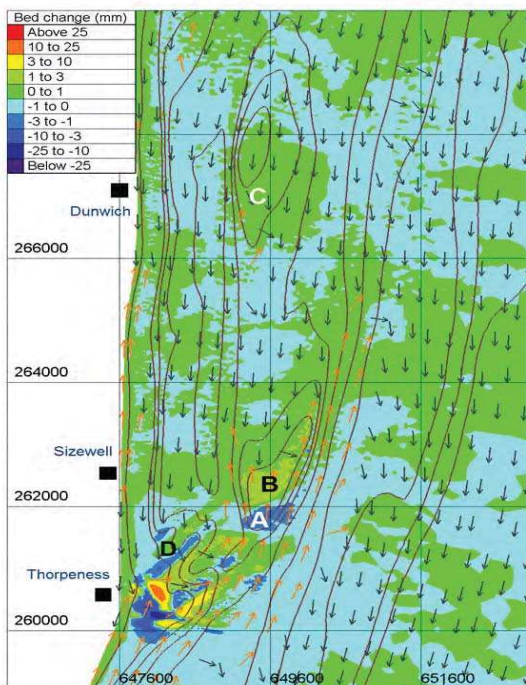 Bed change (mm)
Above 25
10 to 25
3 to 10
1 to 3
0 to 1
-1 to 0
-3 to -1
-10 to -3
-25 to -10
Below -25
C
Dunwich
266000
264000
Sizewell
B
262000
A
D
Thorpeness
260000
647600 649600 651600